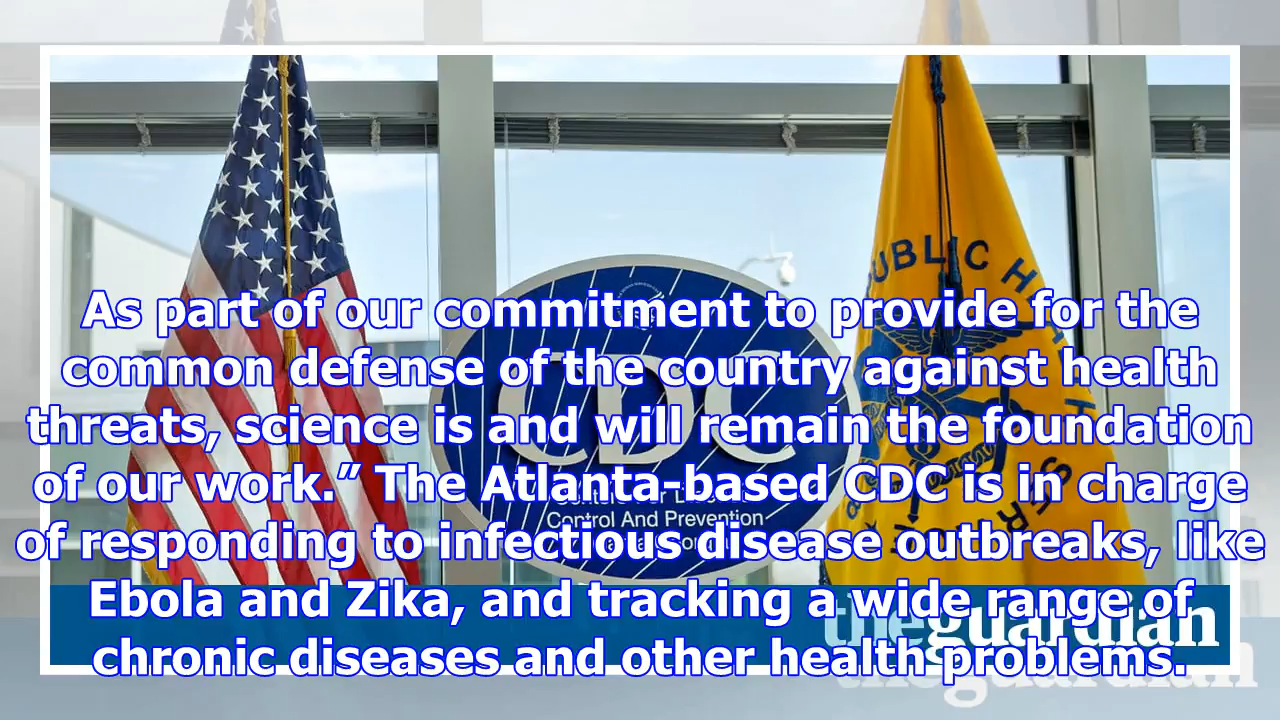 As part of our commitment to provide for the
common defense of the country against health
threats, science is and will remain the foundation
of our work.” The Atlanta-based CDC is in charge
of responding to infectious disease outbreaks, like
Ebola and Zika, and tracking a wide range of
chronic diseases and other health problems.
CDC
Control And Prevention
PUBLIC H
SER
theguardian
theguardian